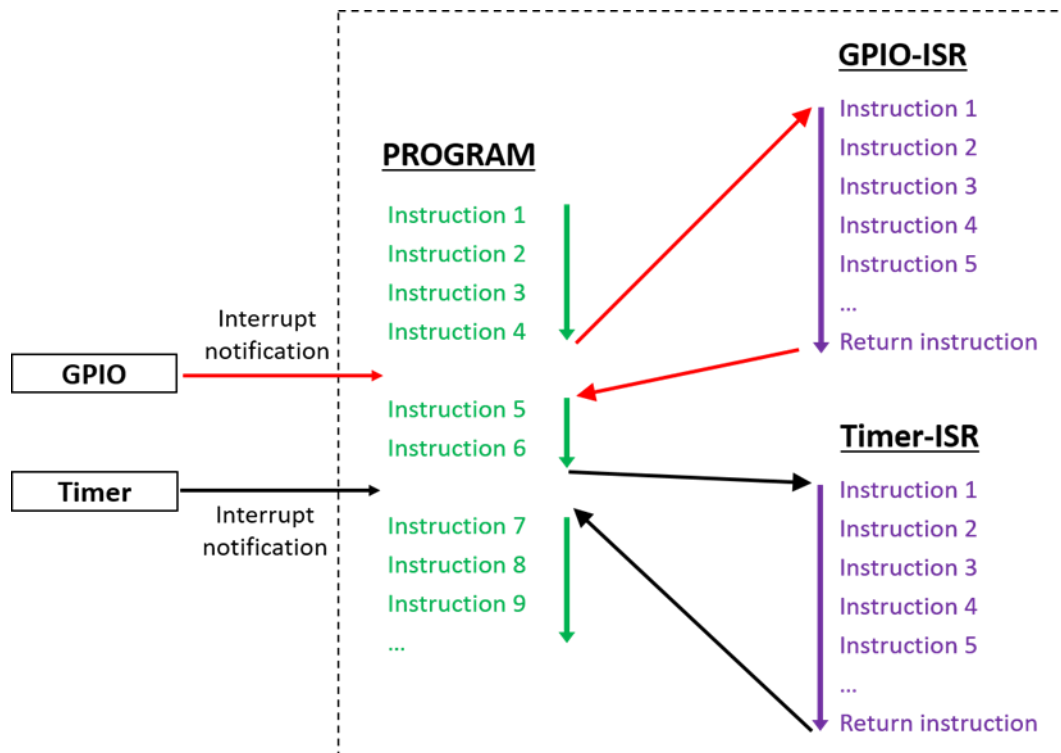 GPIO-ISR
Instruction 1
Instruction 2
Instruction 3
Instruction 4
Instruction 5
...
Return instruction
PROGRAM
Instruction 1
Instruction 2
Instruction 3
Instruction 4
Interrupt
notification
GPIO
Instruction 5
Instruction 6
Timer
Interrupt
notification
Instruction 7
Instruction 8
Instruction 9
...
Timer-ISR
Instruction 1
Instruction 2
Instruction 3
Instruction 4
Instruction 5
...
Return instruction